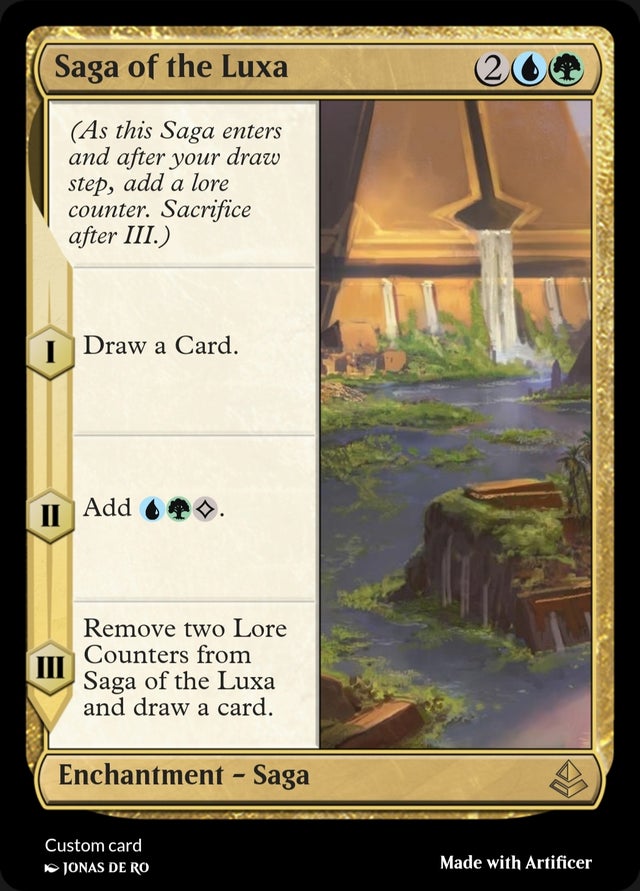 Saga of the Luxa 2
(As this Saga enters
and after your draw
step, add a lore
counter. Sacrifice
after III.)
I Draw a Card.
II Add .
Remove two Lore
III Counters from
Saga of the Luxa
and draw a card.
Enchantment – Saga
Custom card
JONAS DE RO
Made with Artificer